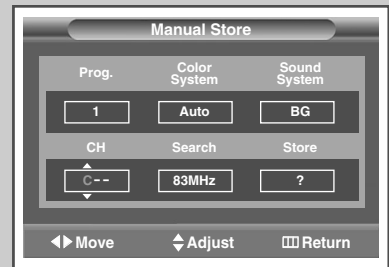 Manual Store
Prog. Color System Sound System
1 Auto BG
CH Search Store
C-- 83MHz ?
Move Adjust Return